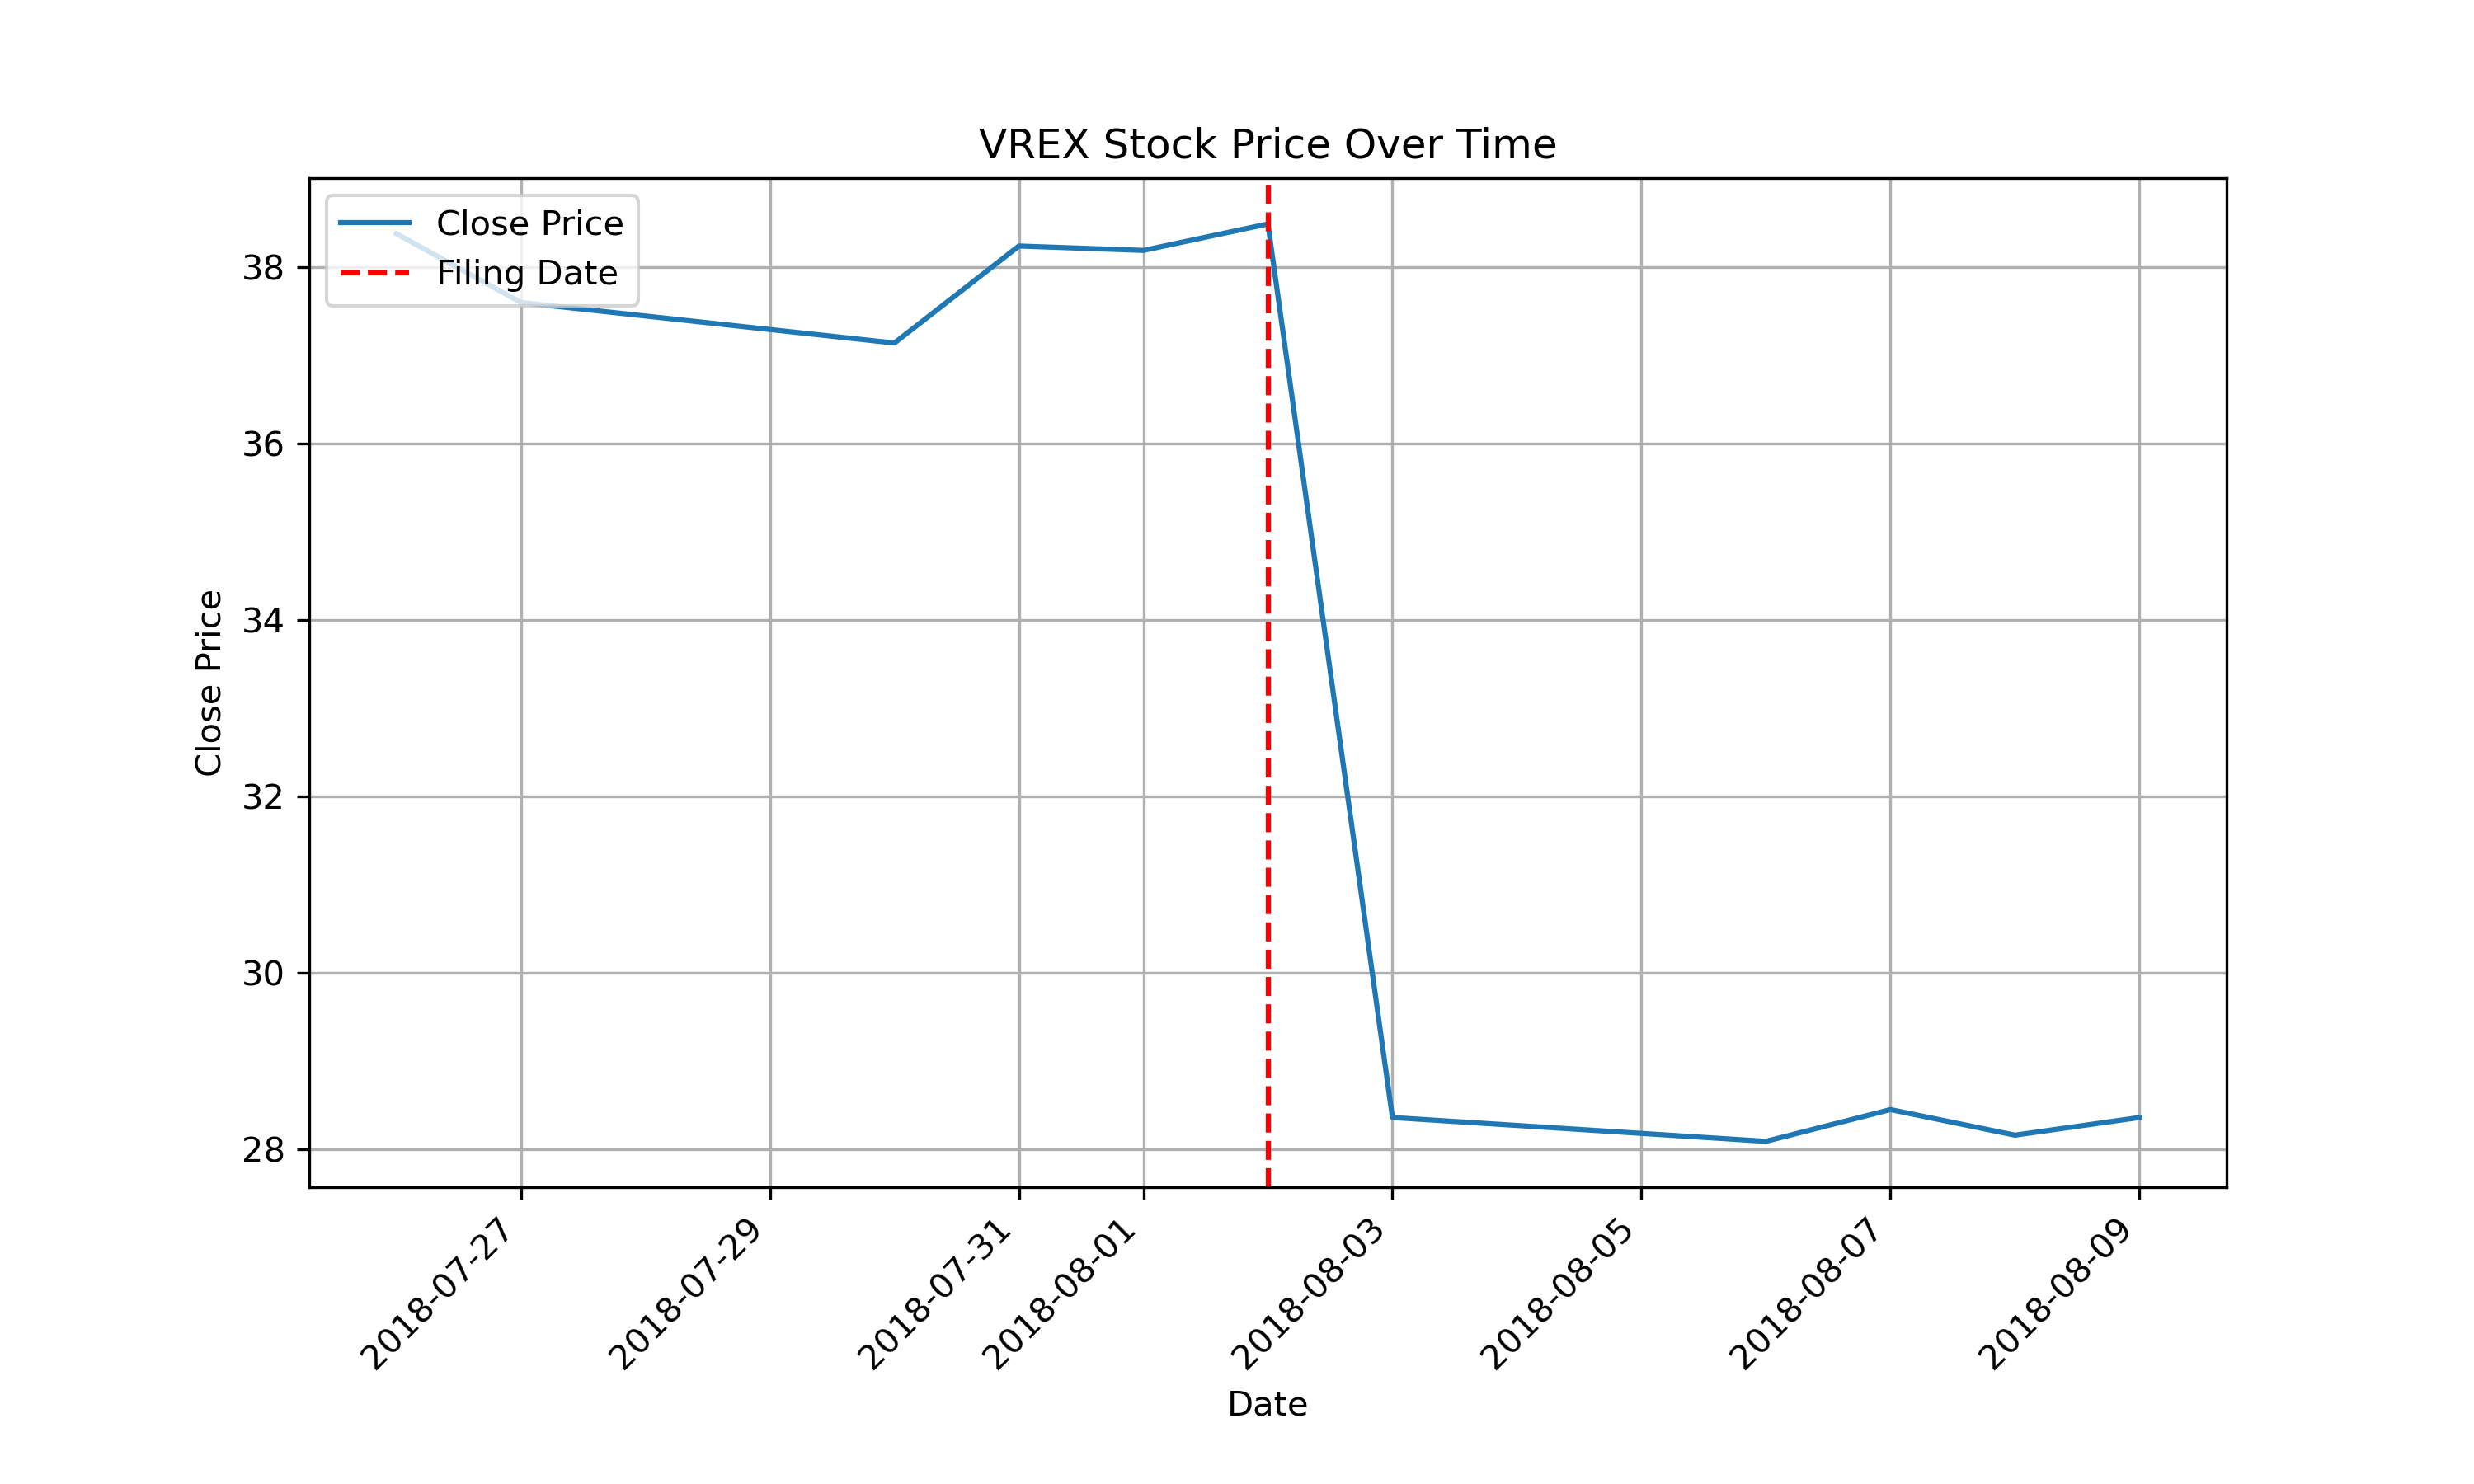 VREX Stock Price Over Time
Close Price
Filing Date
Close Price
38
36
34
32
30
28
2018-07-27
2018-07-29
2018-07-31
2018-08-01
2018-08-03
2018-08-05
2018-08-07
2018-08-09
Date